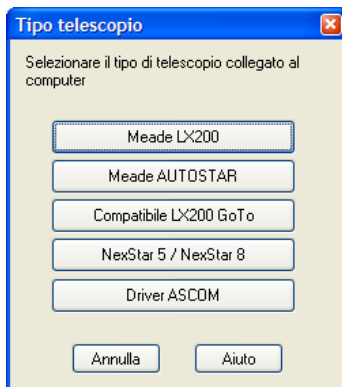 Tipo telescopio
Selezionare il tipo di telescopio collegato al
computer
Meade LX200
Meade AUTOSTAR
Compatibile LX200 GoTo
NexStar 5 / NexStar 8
Driver ASCOM
Annulla Aiuto